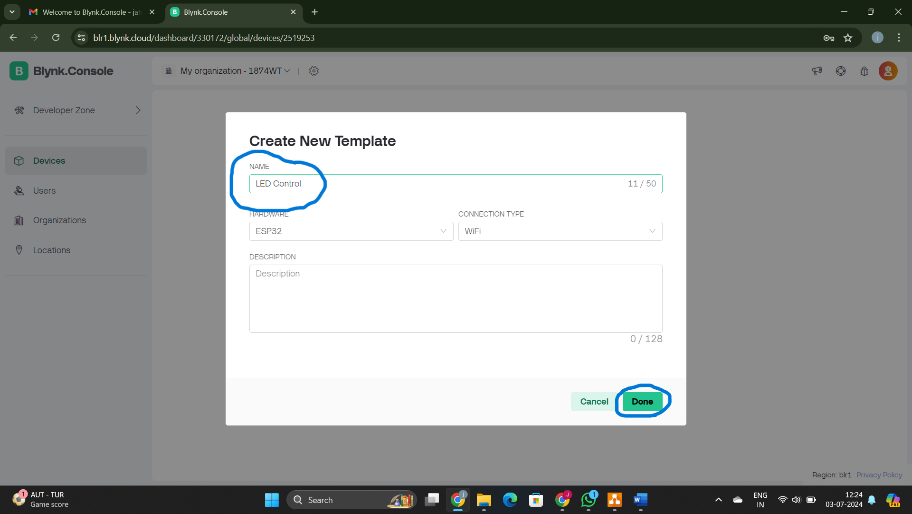 Welcome to Blynk.Console - ja
Blynk.Console
blr1.blynk.cloud/dashboard/330172/global/devices/2519253
B Blynk.Console
My organization - 1874WT
Developer Zone
Devices
Users
Organizations
Locations
Create New Template
NAME
LED Control
11 / 50
HARDWARE
CONNECTION TYPE
ESP32
WiFi
DESCRIPTION
Description
0 / 128
Cancel
Done
Region: blr1 Privacy Policy
1
AUT - TUR
Game score
Search
1
ENG
IN
12:24
03-07-2024